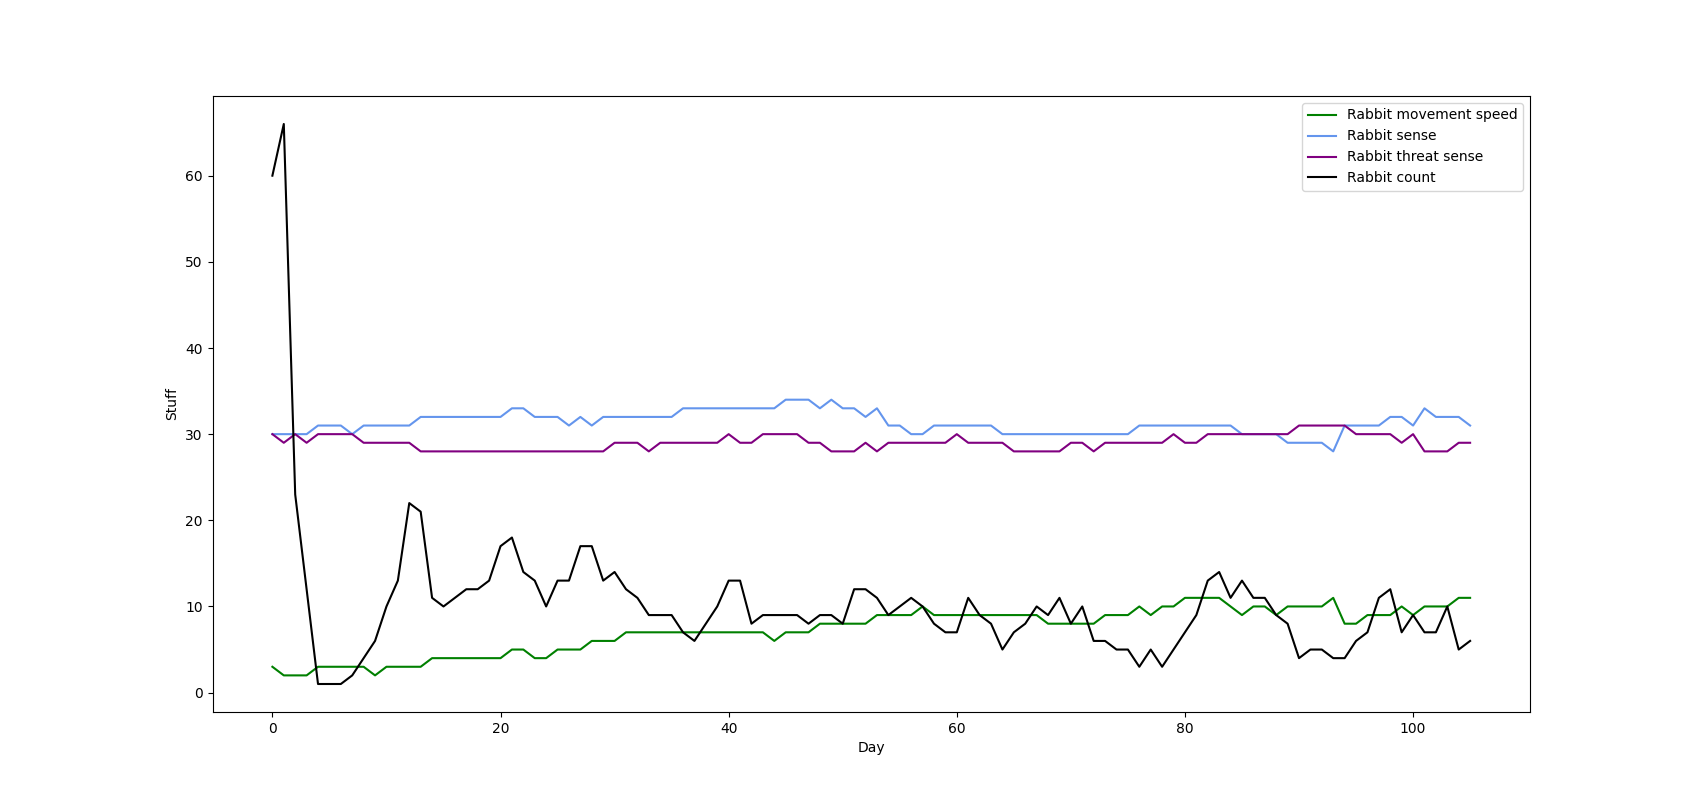 Rabbit movement speed
Rabbit sense
Rabbit threat sense
Rabbit count
60
50
40
30
20
10
0
Stuff
0 20 40 60 80 100
Day